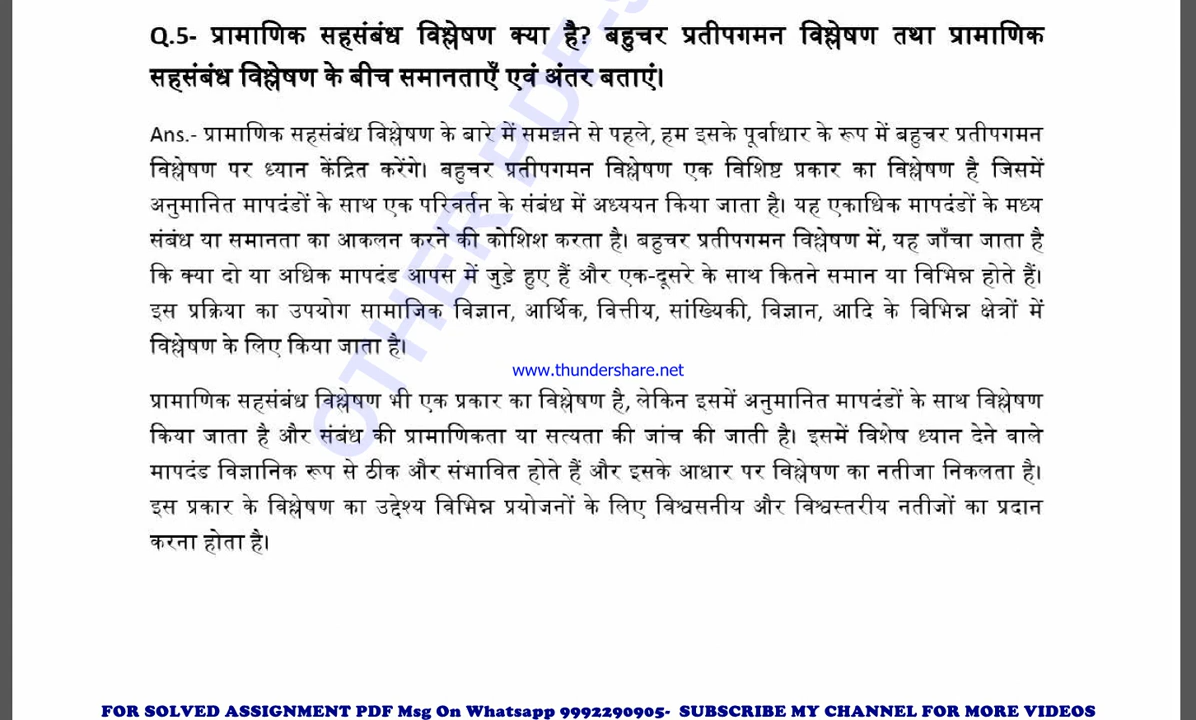 Q.5- प्रामाणिक सहसंबंध विश्लेषण क्या है? बहुचर प्रतीपगमन विश्लेषण तथा प्रामाणिक
सहसंबंध विश्लेषण के बीच समानताएँ एवं अंतर बताएं।
Ans.- प्रामाणिक सहसंबंध विश्लेषण के बारे में समझने से पहले, हम इसके पूर्वाधार के रूप में बहुचर प्रतीपगमन
विश्लेषण पर ध्यान केंद्रित करेंगे। बहुचर प्रतीपगमन विश्लेषण एक विशिष्ट प्रकार का विश्लेषण है जिसमें
अनुमानित मापदंडों के साथ एक परिवर्तन के संबंध में अध्ययन किया जाता है। यह एकाधिक मापदंडों के मध्य
संबंध या समानता का आकलन करने की कोशिश करता है। बहुचर प्रतीपगमन विश्लेषण में, यह जाँचा जाता है
कि क्या दो या अधिक मापदंड आपस में जुड़े हुए हैं और एक-दूसरे के साथ कितने समान या विभिन्न होते हैं।
इस प्रक्रिया का उपयोग सामाजिक विज्ञान, आर्थिक, वित्तीय, सांख्यिकी, विज्ञान, आदि के विभिन्न क्षेत्रों में
विश्लेषण के लिए किया जाता है।
www.thundershare.net
प्रामाणिक सहसंबंध विश्लेषण भी एक प्रकार का विश्लेषण है, लेकिन इसमें अनुमानित मापदंडों के साथ विश्लेषण
किया जाता है और संबंध की प्रामाणिकता या सत्यता की जांच की जाती है। इसमें विशेष ध्यान देने वाले
मापदंड विज्ञानिक रूप से ठीक और संभावित होते हैं और इसके आधार पर विश्लेषण का नतीजा निकलता है।
इस प्रकार के विश्लेषण का उद्देश्य विभिन्न प्रयोजनों के लिए विश्वसनीय और विश्वस्तरीय नतीजों का प्रदान
करना होता है।
OTHER PDF-
FOR SOLVED ASSIGNMENT PDF Msg On Whatsapp 9992290905- SUBSCRIBE MY CHANNEL FOR MORE VIDEOS